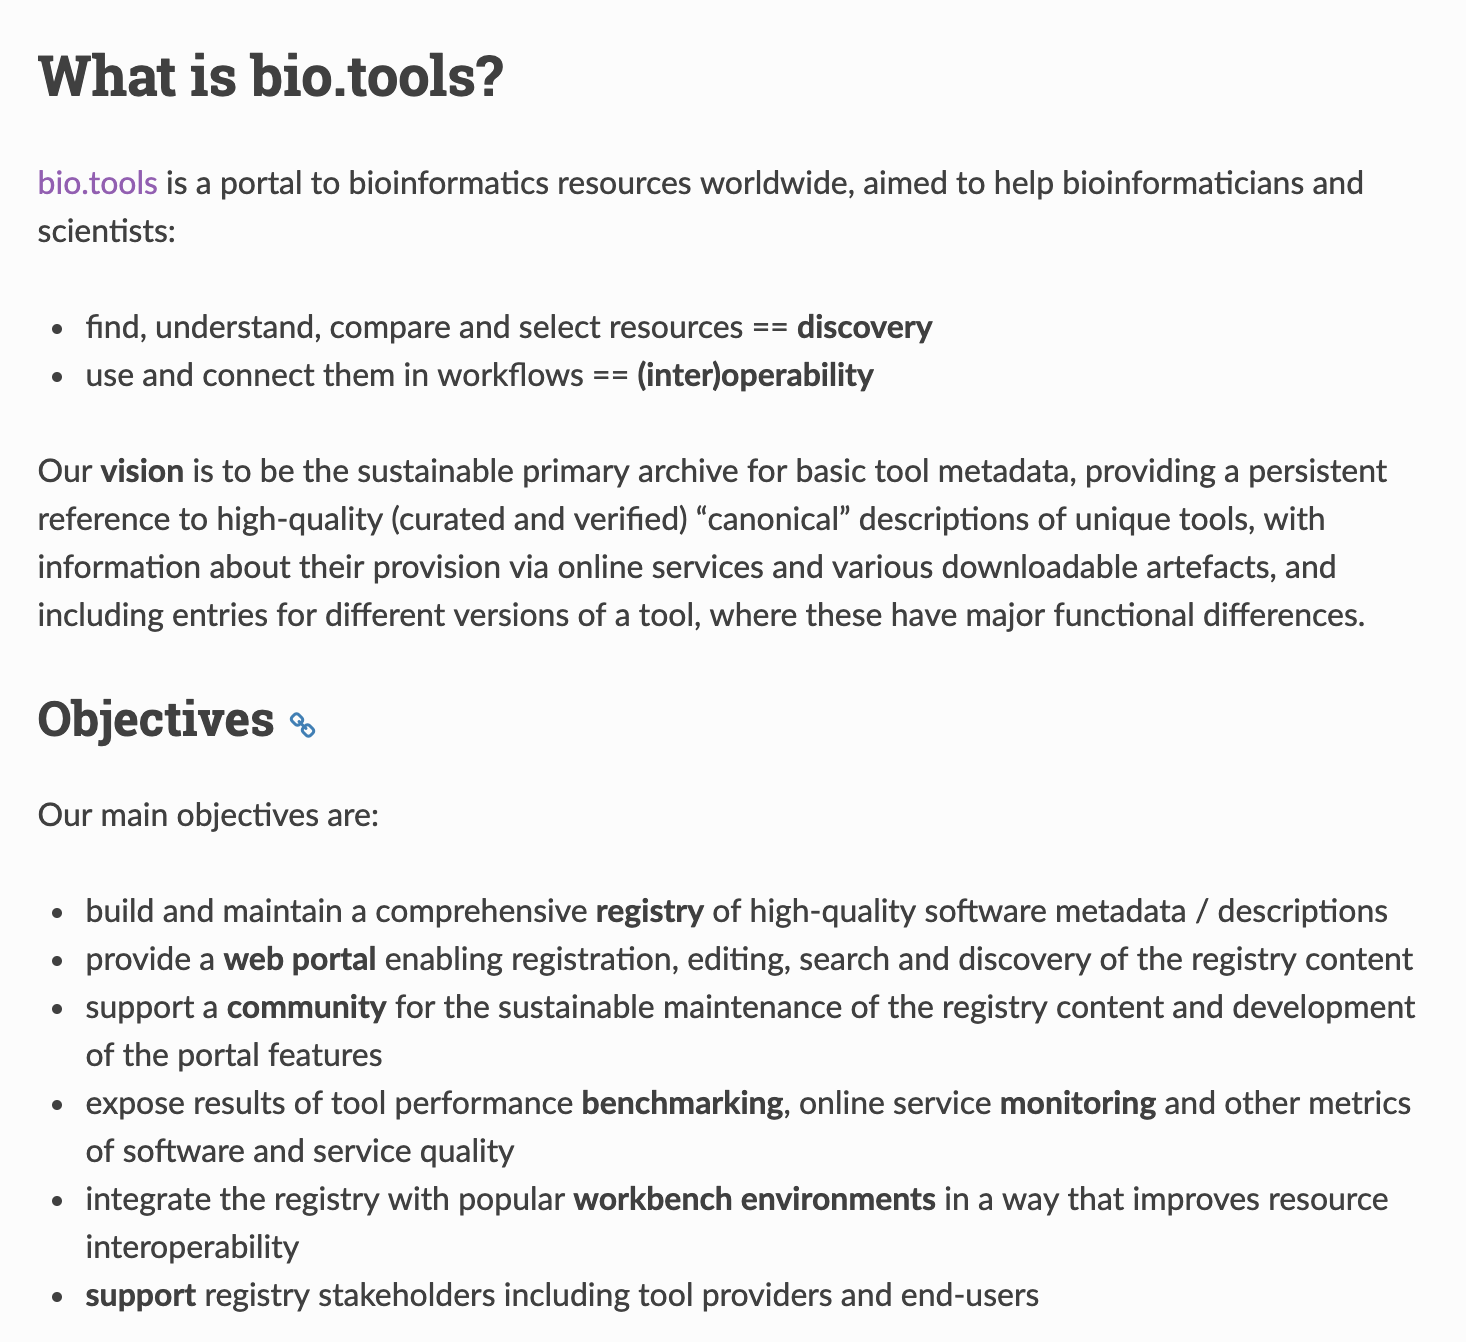 What is bio.tools?
bio.tools is a portal to bioinformatics resources worldwide, aimed to help bioinformaticians and
scientists:
• find, understand, compare and select resources == discovery
• use and connect them in workflows == (inter)operability
Our vision is to be the sustainable primary archive for basic tool metadata, providing a persistent
reference to high-quality (curated and verified) “canonical” descriptions of unique tools, with
information about their provision via online services and various downloadable artefacts, and
including entries for different versions of a tool, where these have major functional differences.
Objectives
Our main objectives are:
• build and maintain a comprehensive registry of high-quality software metadata / descriptions
• provide a web portal enabling registration, editing, search and discovery of the registry content
• support a community for the sustainable maintenance of the registry content and development
of the portal features
• expose results of tool performance benchmarking, online service monitoring and other metrics
of software and service quality
• integrate the registry with popular workbench environments in a way that improves resource
interoperability
• support registry stakeholders including tool providers and end-users